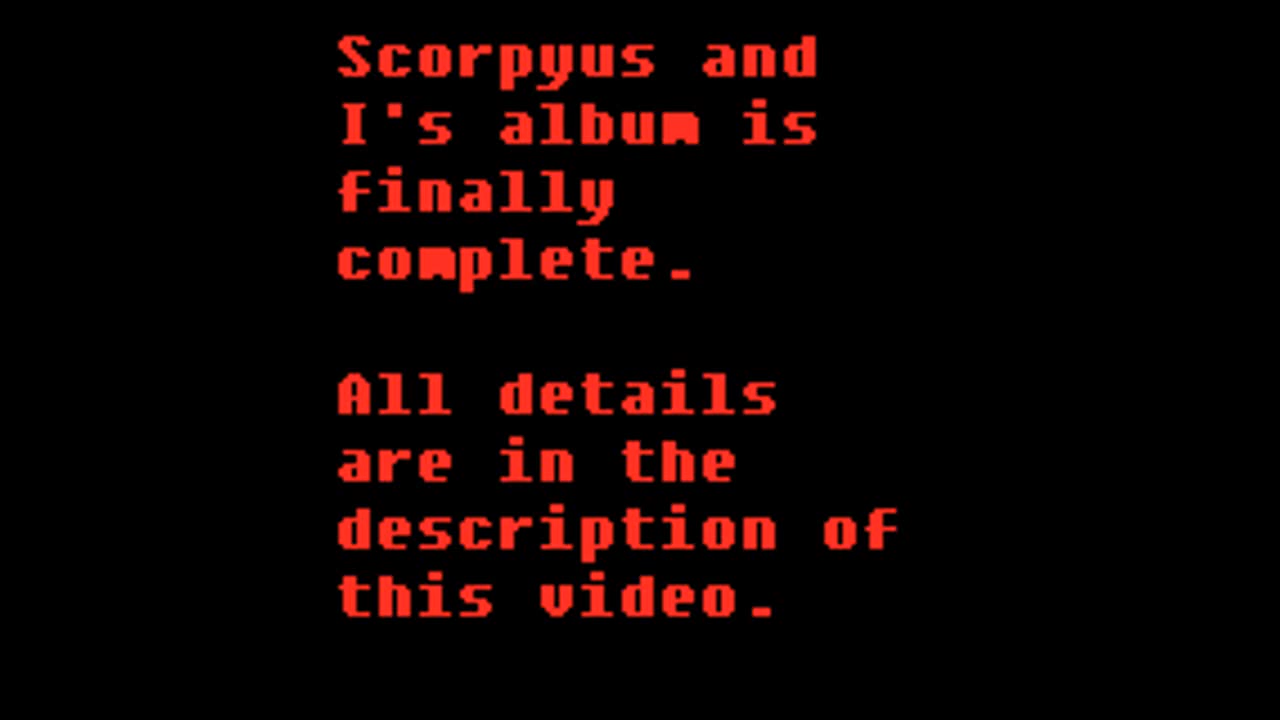 Scorpyus and
I's album is
finally
complete.
All details
are in the
description of
this video.